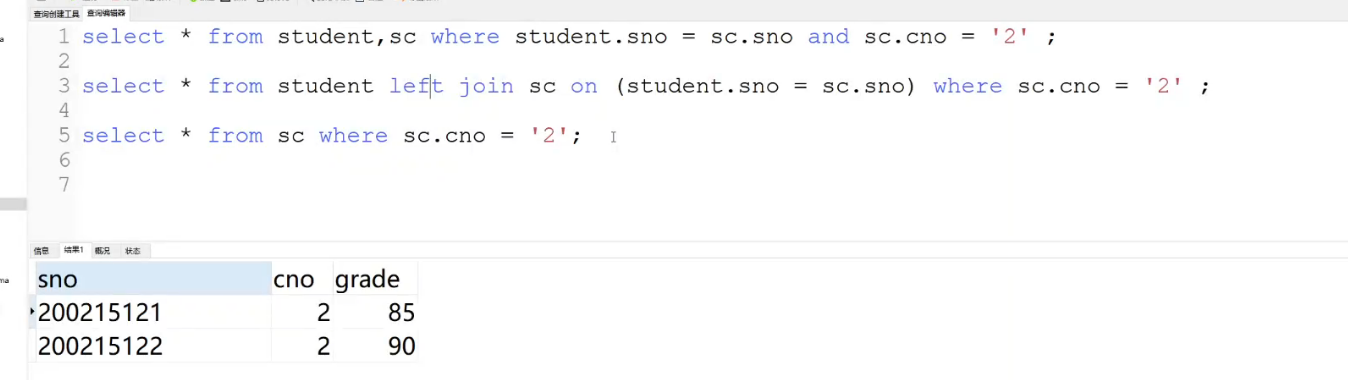 查询创建工具 查询编辑器
1 select * from student,sc where student.sno = sc.sno and sc.cno = '2' ;
2
3 select * from student left join sc on (student.sno = sc.sno) where sc.cno = '2' ;
4
5 select * from sc where sc.cno = '2';
6
7
信息 结果1 概况 状态
sno cno grade
200215121 2 85
200215122 2 90